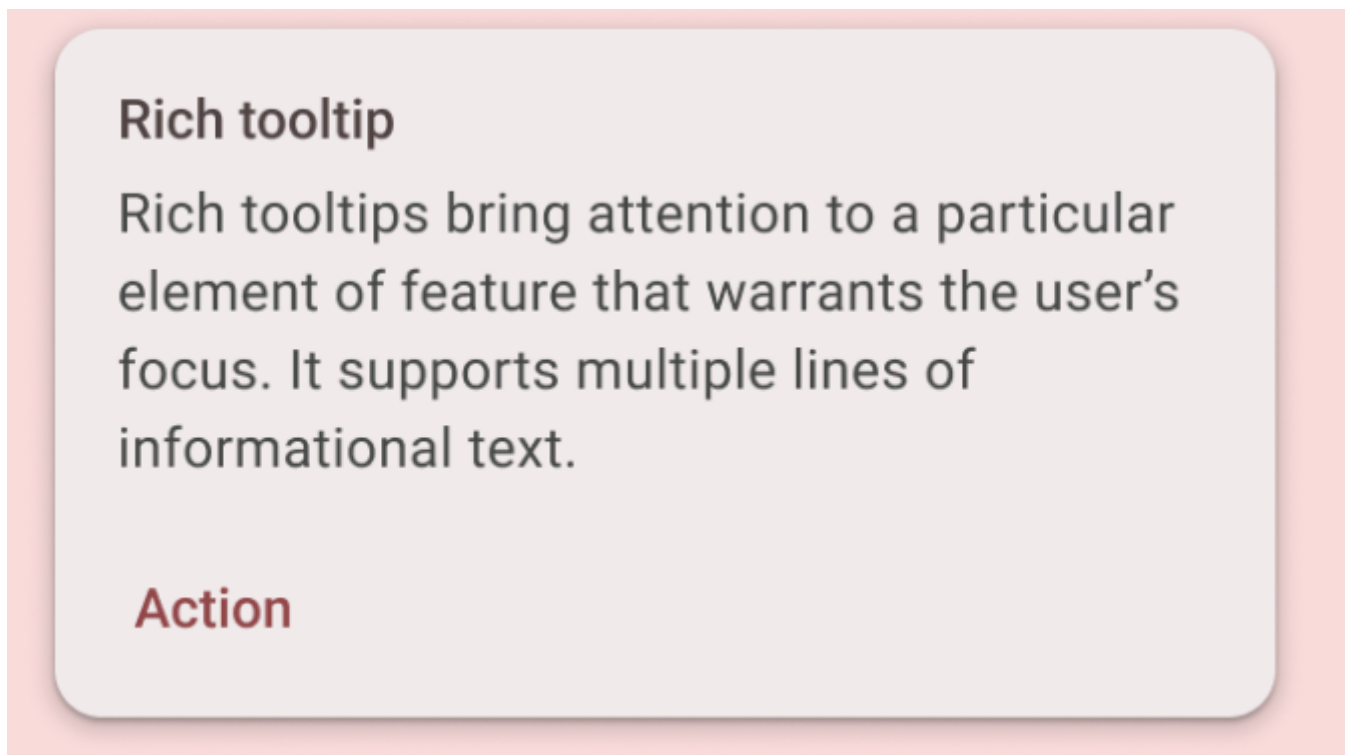 Rich tooltip
Rich tooltips bring attention to a particular
element of feature that warrants the user’s
focus. It supports multiple lines of
informational text.
Action